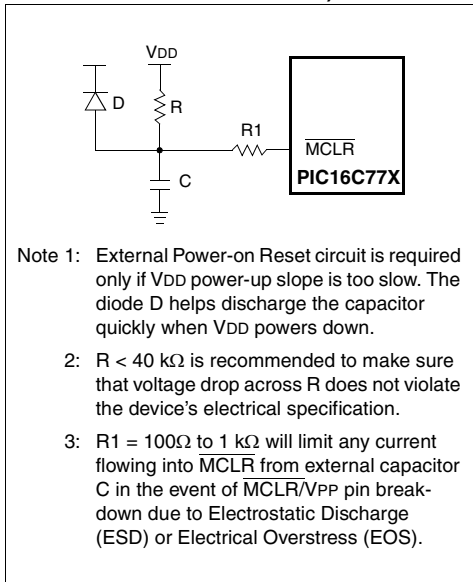 VDD
D
R
R1
MCLR
C
PIC16C77X
Note 1: External Power-on Reset circuit is required
only if VDD power-up slope is too slow. The
diode D helps discharge the capacitor
quickly when VDD powers down.
2: R < 40 kΩ is recommended to make sure
that voltage drop across R does not violate
the device's electrical specification.
3: R1 = 100Ω to 1 kΩ will limit any current
flowing into MCLR from external capacitor
C in the event of MCLR/VPP pin break-
down due to Electrostatic Discharge
(ESD) or Electrical Overstress (EOS).